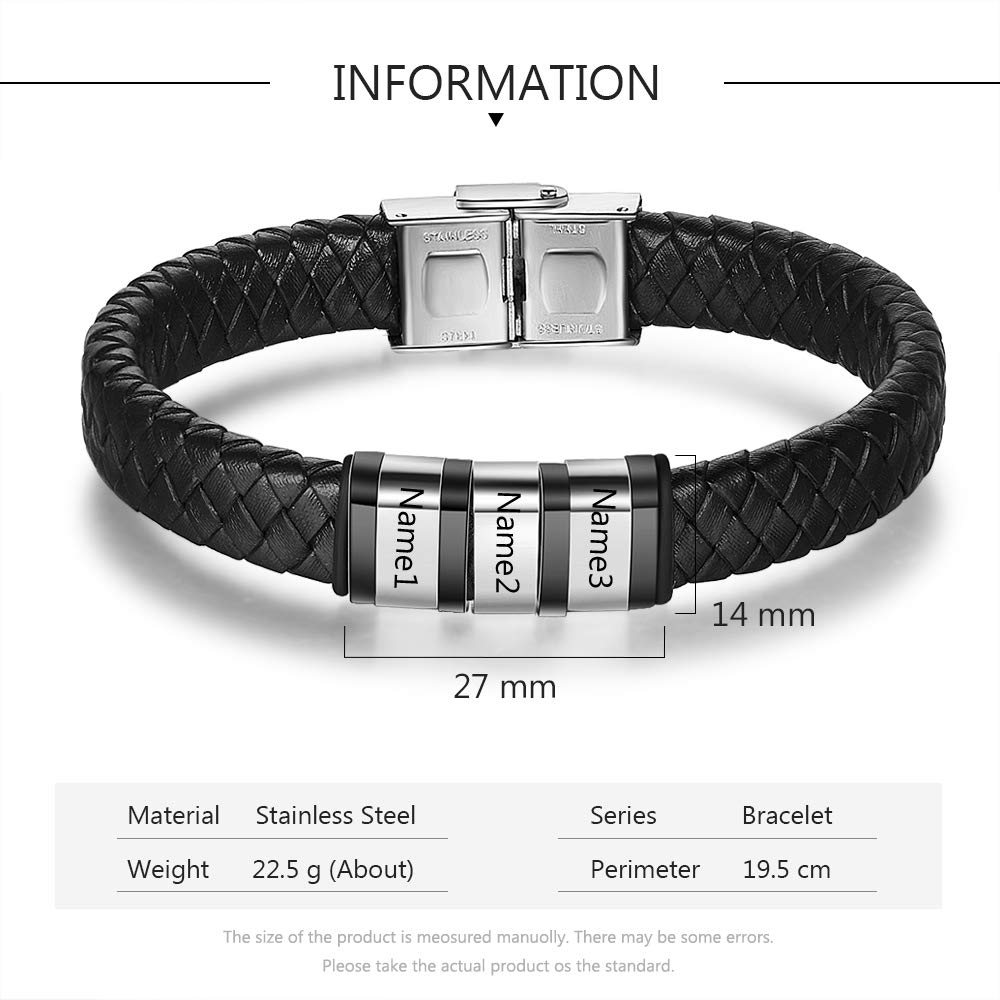 INFORMATION
STAINLESS
STEEL
STAINLESS
Name1
Name2
Name3
14 mm
27 mm
Material Stainless Steel
Series Bracelet
Weight 22.5 g (About)
Perimeter 19.5 cm
The size of the product is meosured manuolly. There may be some errors.
Pleose take the actual product os the standard.